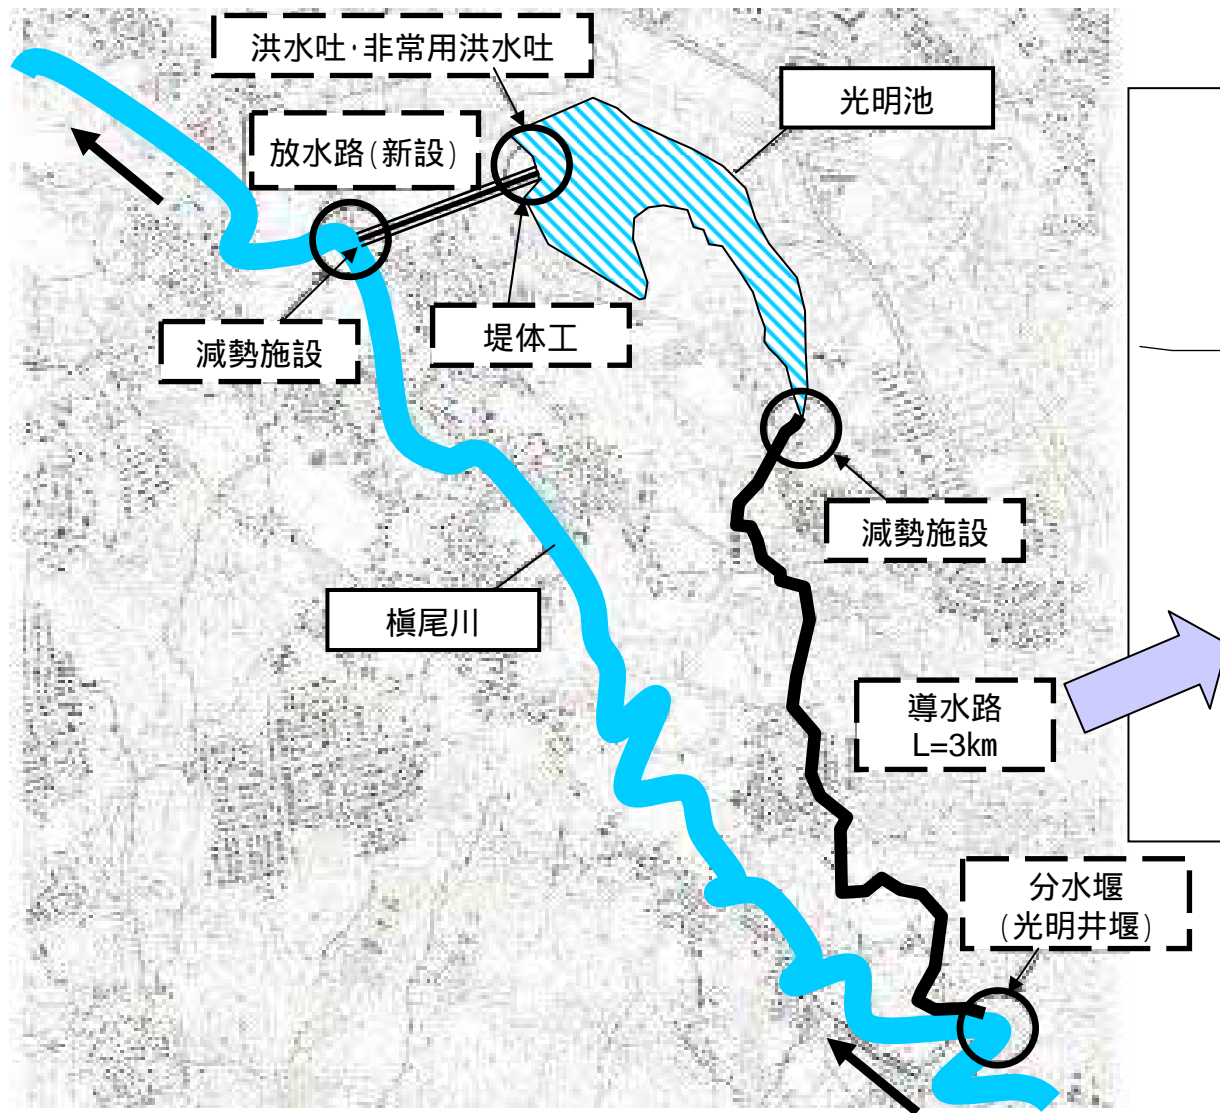 洪水吐・非常用洪水吐
光明池
放水路(新設)
減勢施設
堤体工
減勢施設
槇尾川
導水路
L=3km
分水堰
(光明井堰)